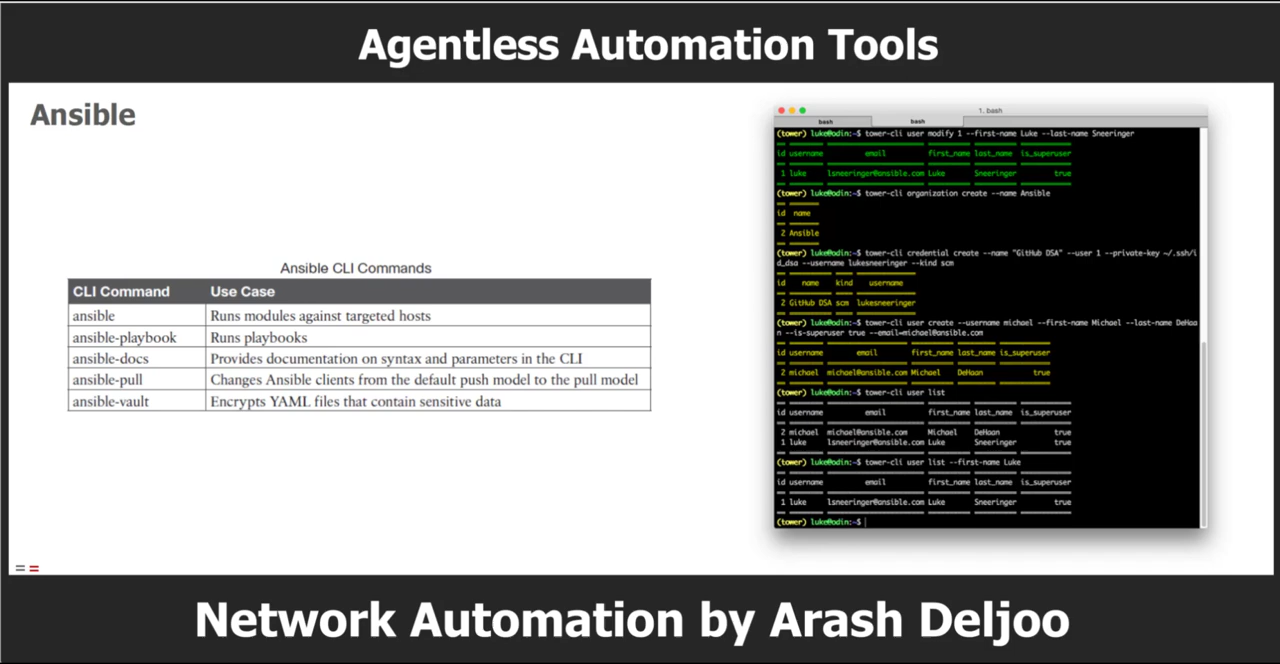 Agentless Automation Tools
Ansible
Ansible CLI Commands
CLI Command Use Case
ansible Runs modules against targeted hosts
ansible-playbook Runs playbooks
ansible-docs Provides documentation on syntax and parameters in the CLI
ansible-pull Changes Ansible clients from the default push model to the pull model
ansible-vault Encrypts YAML files that contain sensitive data
1. bash
bash bash
(tower) luke@odin:~$ tower-cli user modify 1 --first-name Luke --last-name Sneeringer
id username email first_name last_name is_superuser
1 luke lsneeringer@ansible.com Luke Sneeringer true
(tower) luke@odin:~$ tower-cli organization create --name Ansible
id name
2 Ansible
(tower) luke@odin:~$ tower-cli credential create --name "GitHub DSA" --user 1 --private-key ~/.ssh/i
d_dsa --username lukesneeringer --kind scm
id name kind username
2 GitHub DSA scm lukesneeringer
(tower) luke@odin:~$ tower-cli user create --username michael --first-name Michael --last-name DeHaa
n --is-superuser true --email=michael@ansible.com
id username email first_name last_name is_superuser
2 michael michael@ansible.com Michael DeHaan true
(tower) luke@odin:~$ tower-cli user list
id username email first_name last_name is_superuser
2 michael michael@ansible.com Michael DeHaan true
1 luke lsneeringer@ansible.com Luke Sneeringer true
(tower) luke@odin:~$ tower-cli user list --first-name Luke
id username email first_name last_name is_superuser
1 luke lsneeringer@ansible.com Luke Sneeringer true
(tower) luke@odin:~$
Network Automation by Arash Deljoo